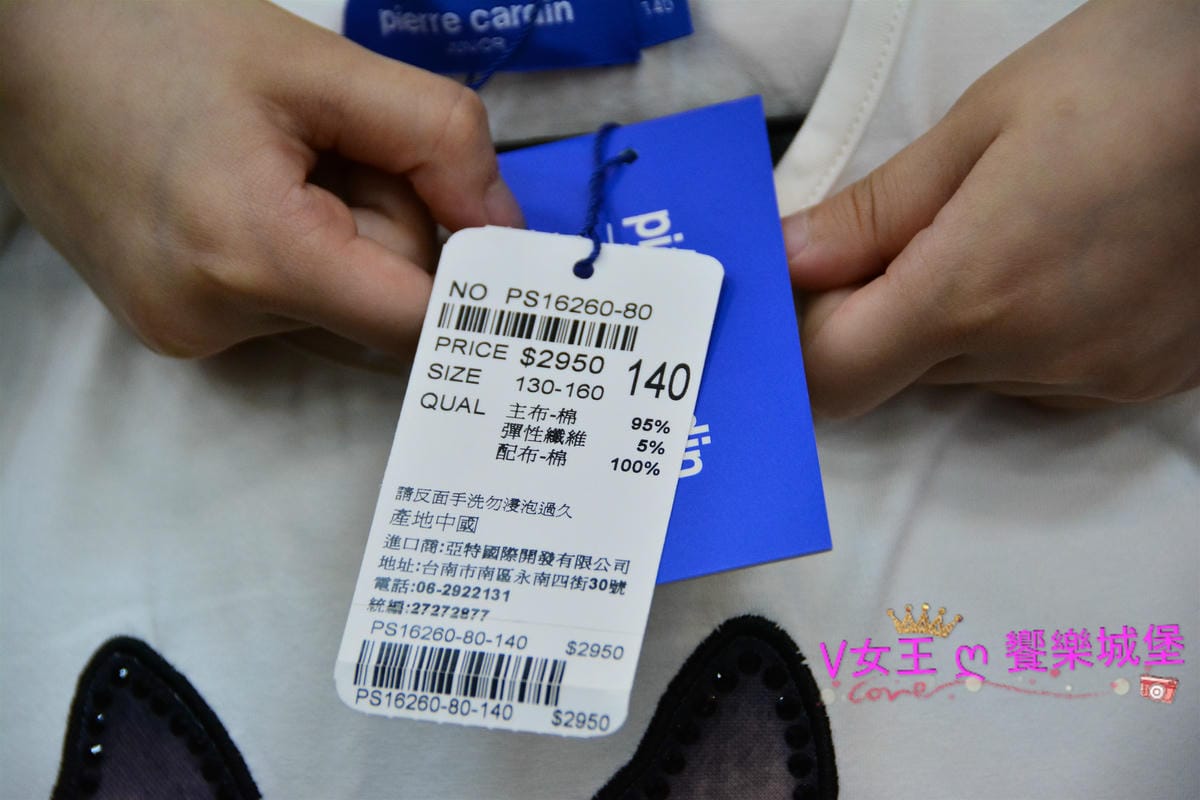 pierre cardin
JUNIOR
140
pi
din
NO PS16260-80
PRICE $2950
SIZE 130-160 140
QUAL 主布-棉 95%
彈性纖維 5%
配布-棉 100%
請反面手洗勿浸泡過久
產地中國
進口商:亞特國際開發有限公司
地址:台南市南區永南四街30號
電話:06-2922131
統編:27272877
PS16260-80-140 $2950
PS16260-80-140 $2950
V女王 ღ 饗樂城堡
Love